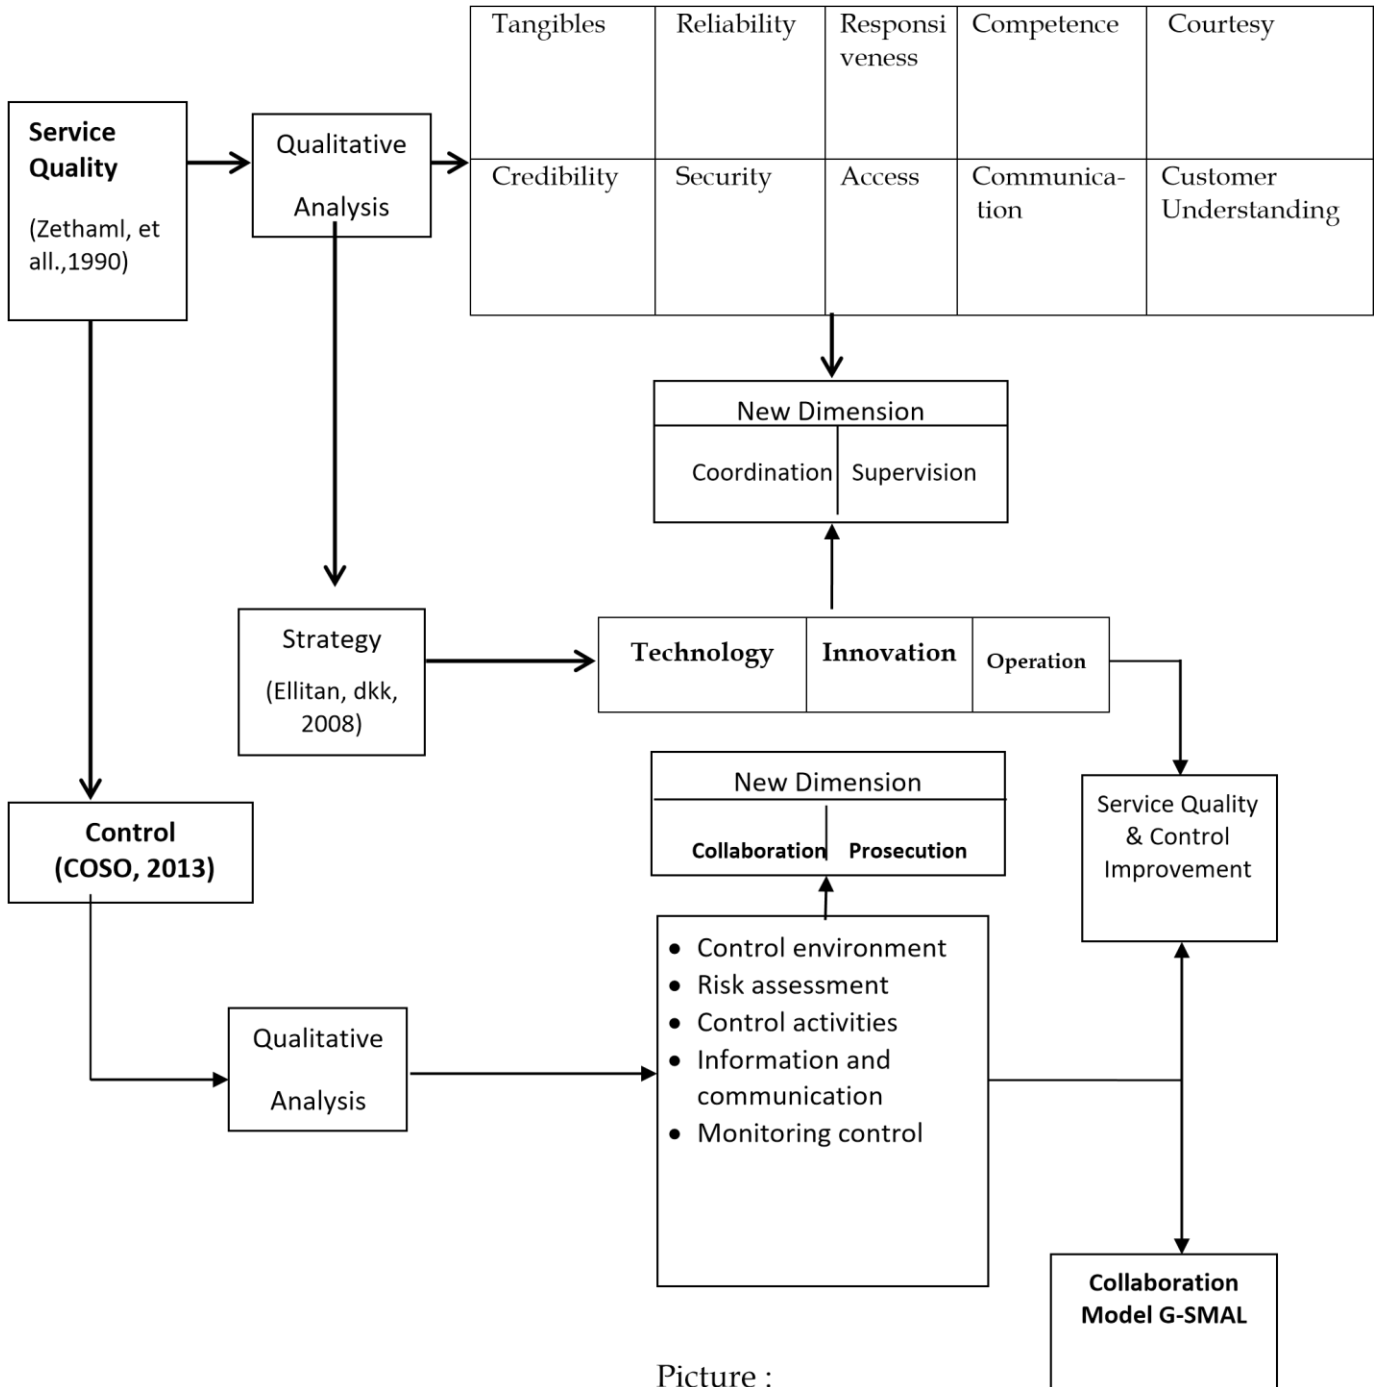 Tangibles
Reliability
Responsi
veness
Competence
Courtesy
Credibility
Security
Access
Communica-
tion
Customer
Understanding
Service
Quality
(Zethaml, et
all.,1990)
Qualitative
Analysis
New Dimension
Coordination
Supervision
Strategy
(Ellitan, dkk,
2008)
Technology
Innovation
Operation
New Dimension
Collaboration
Prosecution
Service Quality
& Control
Improvement
Control
(COSO, 2013)
Qualitative
Analysis
• Control environment
• Risk assessment
• Control activities
• Information and
communication
• Monitoring control
Collaboration
Model G-SMAL
Picture :